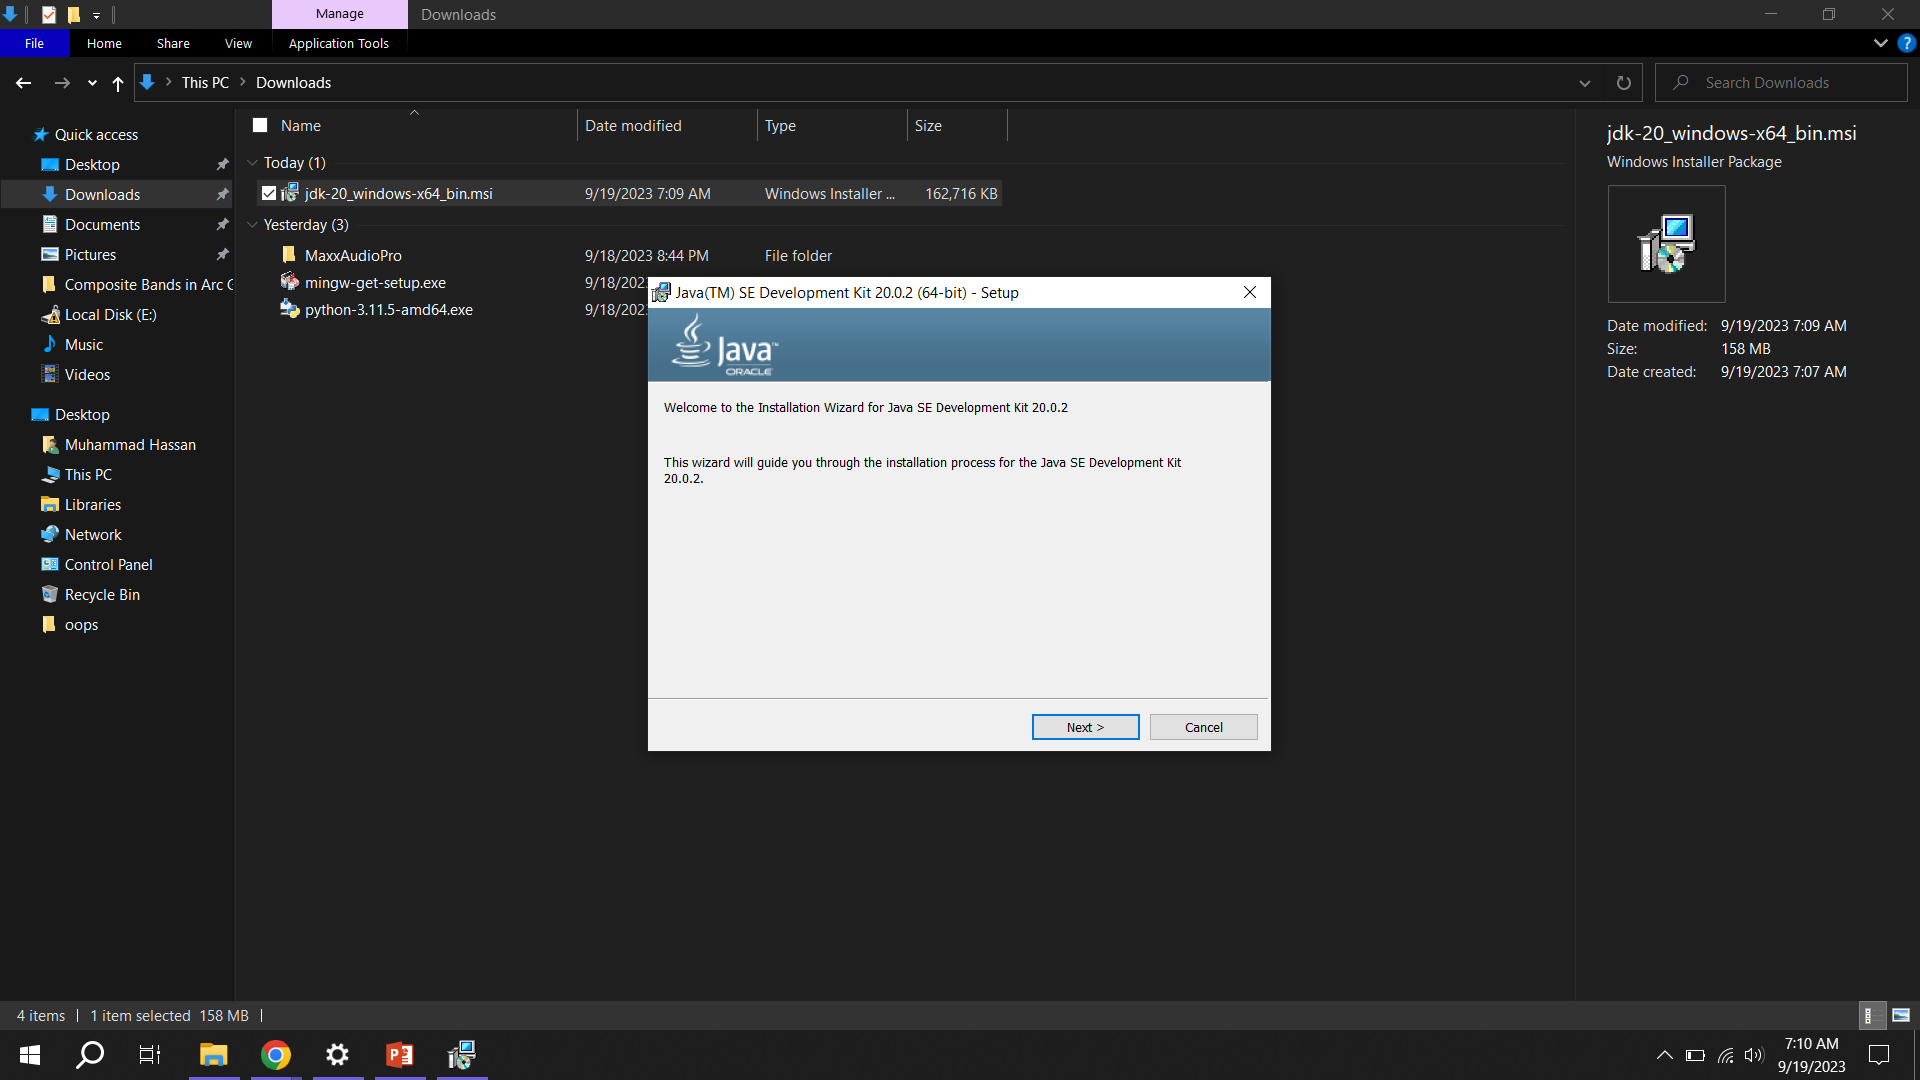 Manage
Downloads
File
Home
Share
View
Application Tools
?
This PC
Downloads
Search Downloads
Quick access
Desktop
Downloads
Documents
Pictures
Composite Bands in Arc G
Local Disk (E:)
Music
Videos
Desktop
Muhammad Hassan
This PC
Libraries
Network
Control Panel
Recycle Bin
oops
Name
Date modified
Type
Size
Today (1)
jdk-20_windows-x64_bin.msi 9/19/2023 7:09 AM Windows Installer ... 162,716 KB
Yesterday (3)
MaxxAudioPro 9/18/2023 8:44 PM File folder
mingw-get-setup.exe 9/18/202
python-3.11.5-amd64.exe 9/18/202
Java(TM) SE Development Kit 20.0.2 (64-bit) - Setup
Java™
ORACLE
Welcome to the Installation Wizard for Java SE Development Kit 20.0.2
This wizard will guide you through the installation process for the Java SE Development Kit
20.0.2.
Next >
Cancel
jdk-20_windows-x64_bin.msi
Windows Installer Package
Date modified: 9/19/2023 7:09 AM
Size: 158 MB
Date created: 9/19/2023 7:07 AM
4 items
1 item selected 158 MB
7:10 AM
9/19/2023